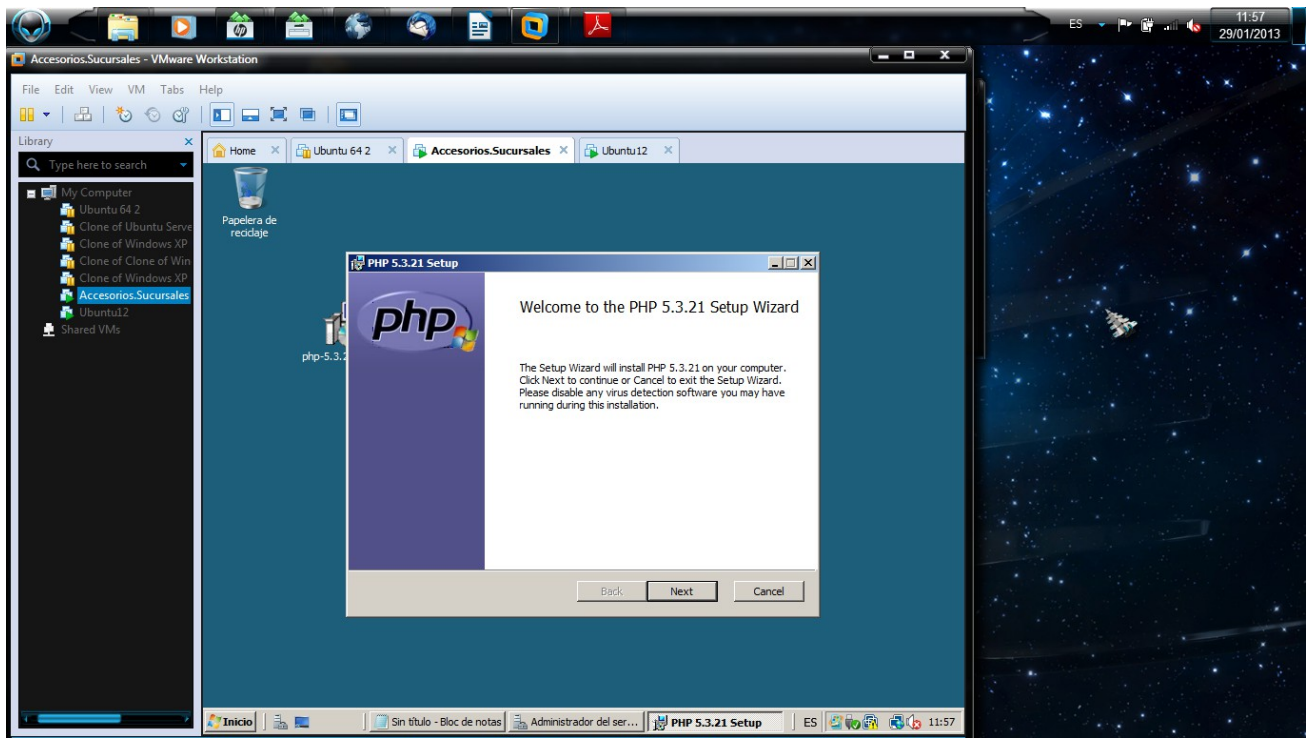 ES
11:57
29/01/2013
Accesorios.Sucursales - VMware Workstation
File Edit View VM Tabs Help
Library
Type here to search
My Computer
Ubuntu 64 2
Clone of Ubuntu Serve
Clone of Windows XP
Clone of Clone of Win
Clone of Windows XP
Accesorios.Sucursales
Ubuntu12
Shared VMs
Home
Ubuntu 64 2
Accesorios.Sucursales
Ubuntu12
Papelera de
reciclaje
php-5.3.2
PHP 5.3.21 Setup
php
Welcome to the PHP 5.3.21 Setup Wizard
The Setup Wizard will install PHP 5.3.21 on your computer.
Click Next to continue or Cancel to exit the Setup Wizard.
Please disable any virus detection software you may have
running during this installation.
Back Next Cancel
Inicio
Sin título - Bloc de notas
Administrador del ser...
PHP 5.3.21 Setup
ES
11:57